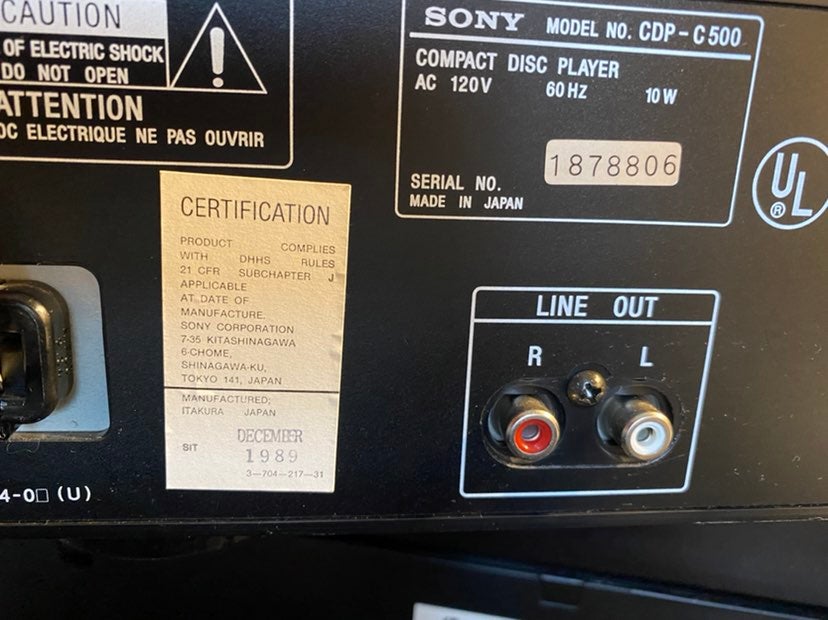 CAUTION
OF ELECTRIC SHOCK
DO NOT OPEN
ATTENTION
ELECTRIQUE NE PAS OUVRIR
SONY MODEL NO. CDP-C500
COMPACT DISC PLAYER
AC 120V 60Hz 10W
SERIAL NO. 1878806
MADE IN JAPAN
UL
®
CERTIFICATION
PRODUCT COMPLIES
WITH DHHS RULES
21 CFR SUBCHAPTER J
APPLICABLE
AT DATE OF
MANUFACTURE.
SONY CORPORATION
7-35 KITASHINAGAWA
6-CHOME,
SHINAGAWA-KU,
TOKYO 141, JAPAN
MANUFACTURED;
ITAKURA JAPAN
SIT DECEMBER
1989
3-704-217-31
LINE OUT
R L
4-0□ (U)